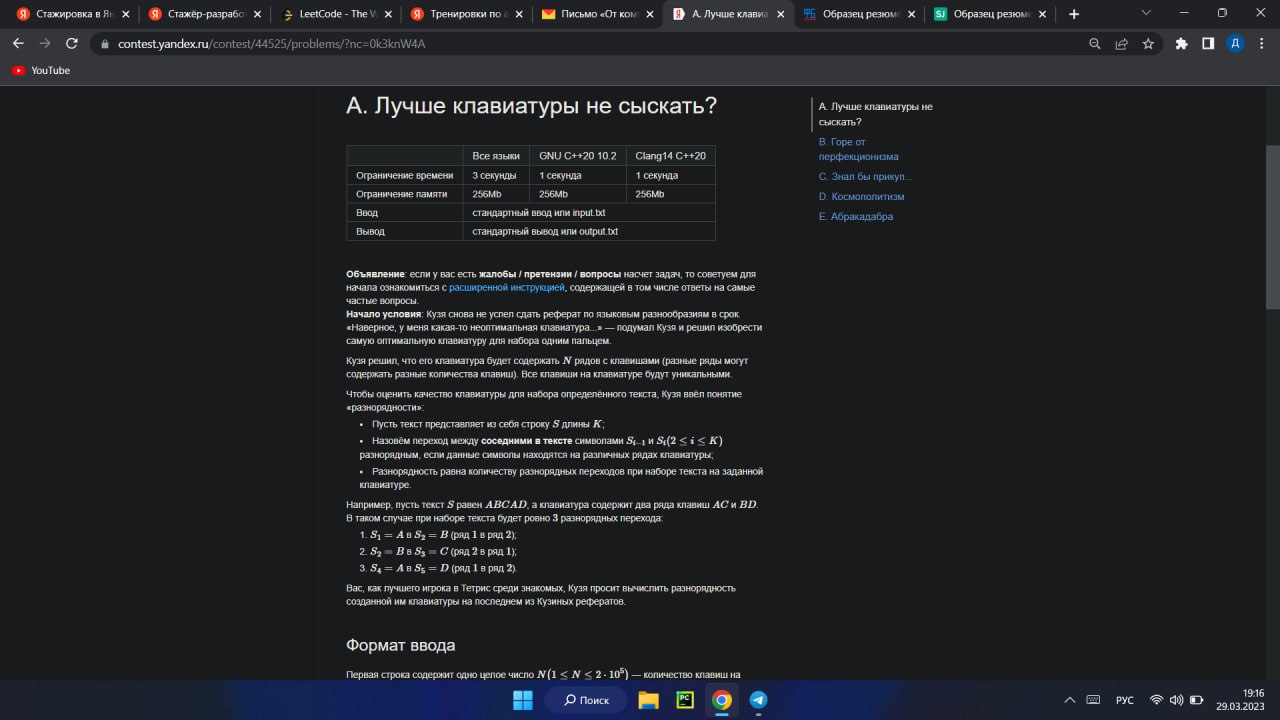 Стажировка в Ян
Стажёр-разработ
LeetCode - The W
Тренировки по а
Письмо «От ком
А. Лучше клавиа
Образец резюме
Образец резюме
contest.yandex.ru/contest/44525/problems/?nc=0k3knW4A
Д
YouTube
A. Лучше клавиатуры не сыскать?
Все языки GNU C++20 10.2 Clang14 C++20
Ограничение времени 3 секунды 1 секунда 1 секунда
Ограничение памяти 256Mb 256Mb 256Mb
Ввод стандартный ввод или input.txt
Вывод стандартный вывод или output.txt
Объявление: если у вас есть жалобы / претензии / вопросы насчет задач, то советуем для
начала ознакомиться с расширенной инструкцией, содержащей в том числе ответы на самые
частые вопросы.
Начало условия: Кузя снова не успел сдать реферат по языковым разнообразиям в срок.
«Наверное, у меня какая-то неоптимальная клавиатура...» — подумал Кузя и решил изобрести
самую оптимальную клавиатуру для набора одним пальцем.
Кузя решил, что его клавиатура будет содержать N рядов с клавишами (разные ряды могут
содержать разные количества клавиш). Все клавиши на клавиатуре будут уникальными.
Чтобы оценить качество клавиатуры для набора определённого текста, Кузя ввёл понятие
«разнорядности»:
• Пусть текст представляет из себя строку S длины K;
• Назовём переход между соседними в тексте символами S_{i−1} и S_i(2 ≤ i ≤ K)
разнорядным, если данные символы находятся на различных рядах клавиатуры;
• Разнорядность равна количеству разнорядных переходов при наборе текста на заданной
клавиатуре.
Например, пусть текст S равен ABCAD, а клавиатура содержит два ряда клавиш AC и BD.
В таком случае при наборе текста будет ровно 3 разнорядных перехода:
1. S₁ = A в S₂ = B (ряд 1 в ряд 2);
2. S₂ = B в S₃ = C (ряд 2 в ряд 1);
3. S₄ = A в S₅ = D (ряд 1 в ряд 2).
Вас, как лучшего игрока в Тетрис среди знакомых, Кузя просит вычислить разнорядность
созданной им клавиатуры на последнем из Кузиных рефератов.
Формат ввода
Первая строка содержит одно целое число N(1 ≤ N ≤ 2 · 10⁵) — количество клавиш на
A. Лучше клавиатуры не
сыскать?
B. Горе от
перфекционизма
C. Знал бы прикуп...
D. Космополитизм
E. Абракадабра
Поиск
РУС
19:16
29.03.2023